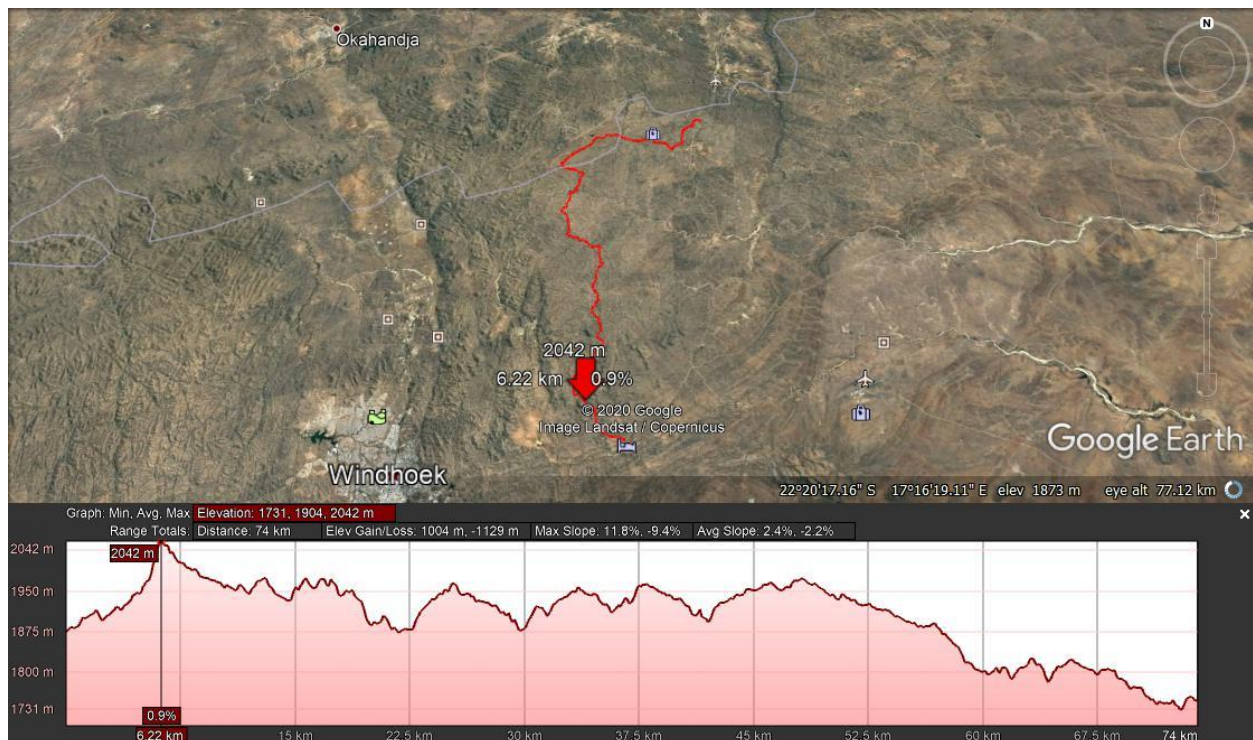 N
Okahandja
2042 m
6.22 km 0.9%
© 2020 Google
Image Landsat / Copernicus
Google Earth
Windhoek
22°20'17.16" S 17°16'19.11" E elev 1873 m eye alt 77.12 km
Graph: Min, Avg, Max Elevation: 1731, 1904, 2042 m
Range Totals: Distance: 74 km Elev Gain/Loss: 1004 m, -1129 m Max Slope: 11.8%, -9.4% Avg Slope: 2.4%, -2.2%
2042 m
2042 m
1950 m
1875 m
1800 m
1731 m
0.9%
6.22 km 15 km 22.5 km 30 km 37.5 km 45 km 52.5 km 60 km 67.5 km 74 km